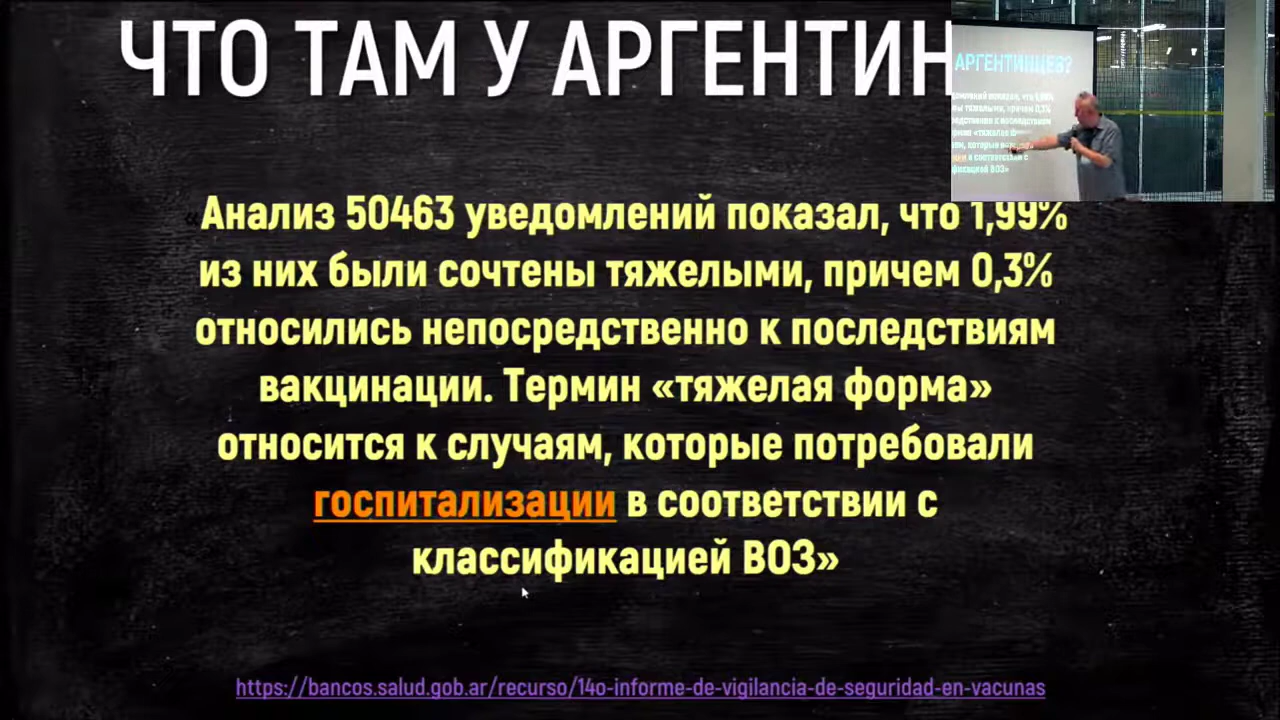 ЧТО ТАМ У АРГЕНТИН
АРГЕНТИНЦЕВ?
«Анализ 50463 уведомлений показал, что 1,99%
из них были сочтены тяжелыми, причем 0,3%
относились непосредственно к последствиям
вакцинации. Термин «тяжелая форма»
относится к случаям, которые потребовали
госпитализации в соответствии с
классификацией ВОЗ»
https://bancos.salud.gob.ar/recurso/14o-informe-de-vigilancia-de-seguridad-en-vacunas